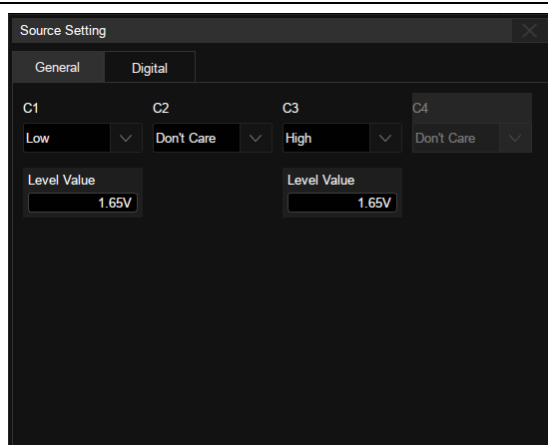 Source Setting
General Digital
C1 C2 C3 C4
Low Don't Care High Don't Care
Level Value Level Value
1.65V 1.65V